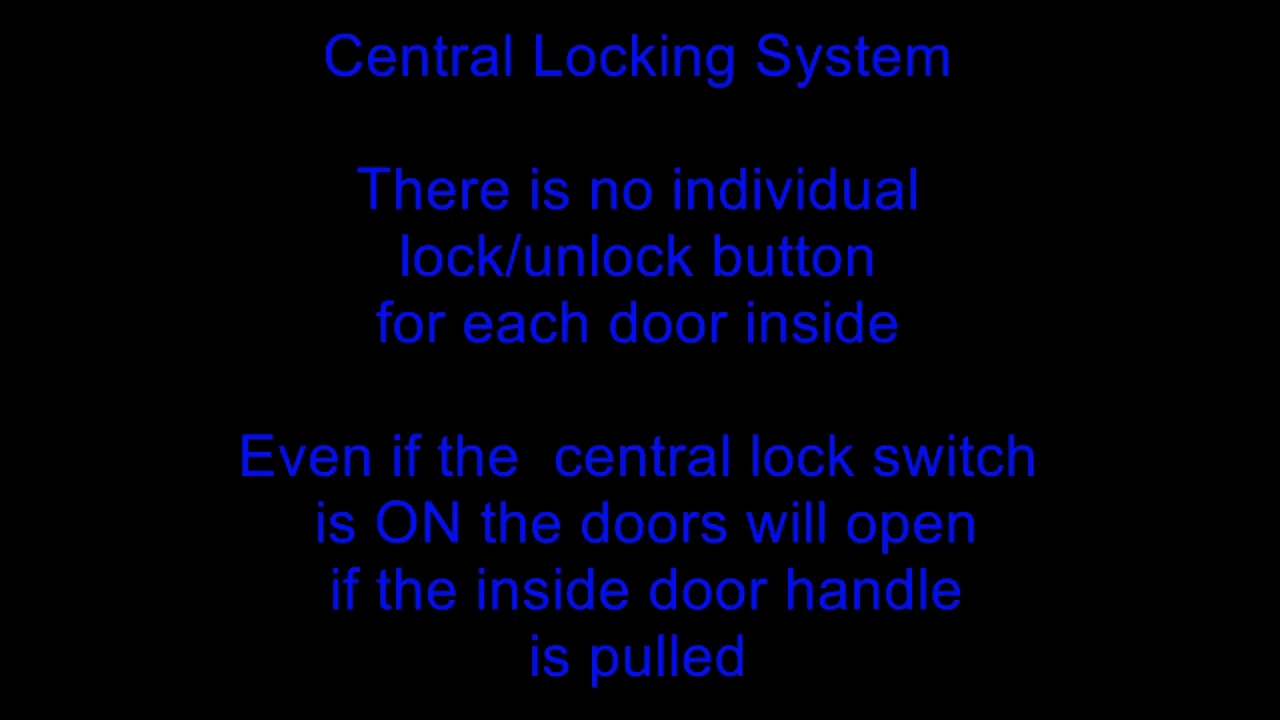 Central Locking System
There is no individual
lock/unlock button
for each door inside
Even if the  central lock switch
is ON the doors will open
if the inside door handle
is pulled